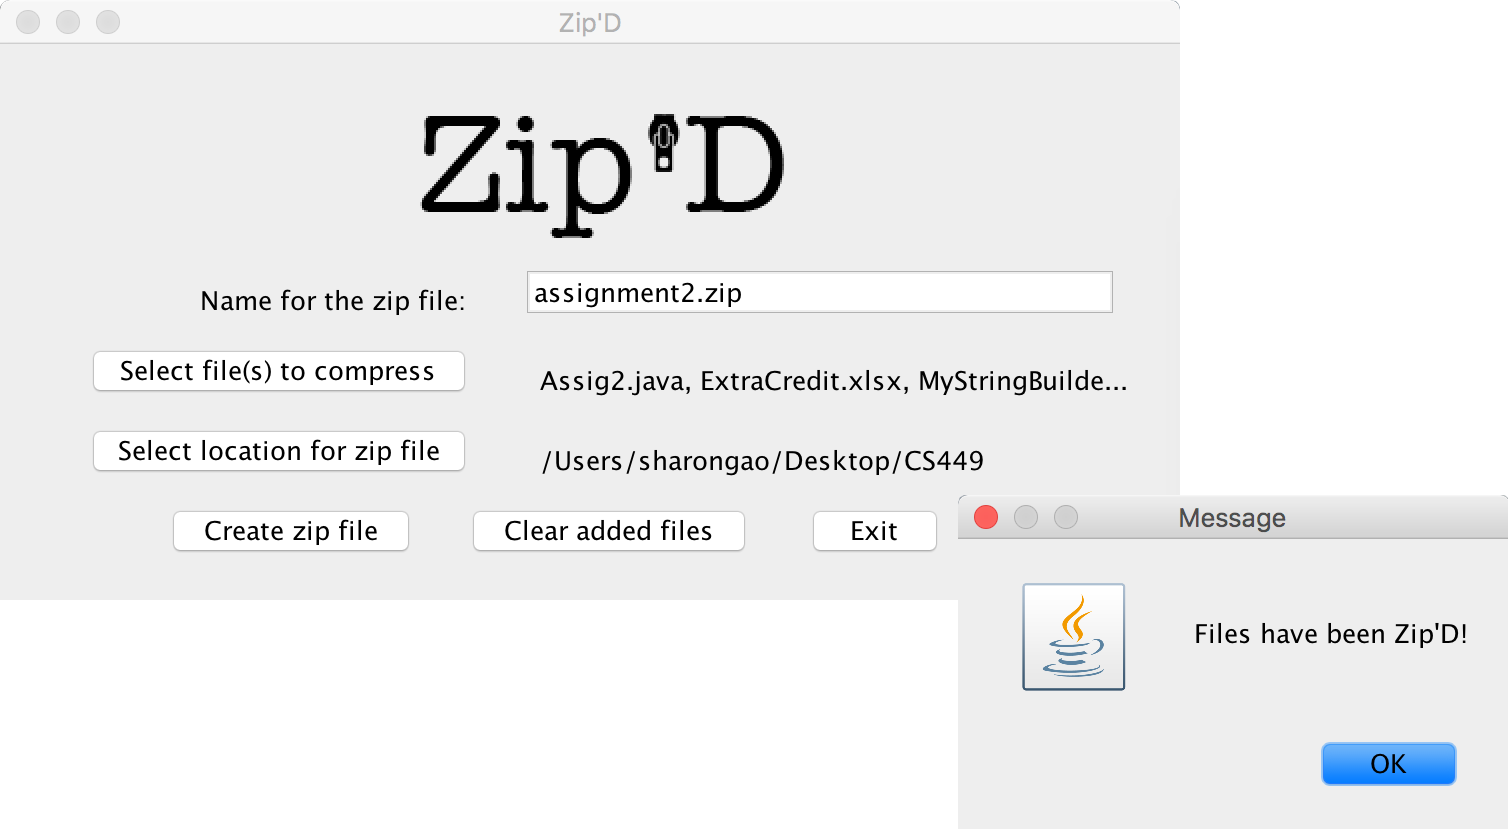 Zip'D
Zip'D
Name for the zip file:
assignment2.zip
Select file(s) to compress
Assig2.java, ExtraCredit.xlsx, MyStringBuilde...
Select location for zip file
/Users/sharongao/Desktop/CS449
Create zip file
Clear added files
Exit
Message
Files have been Zip'D!
OK